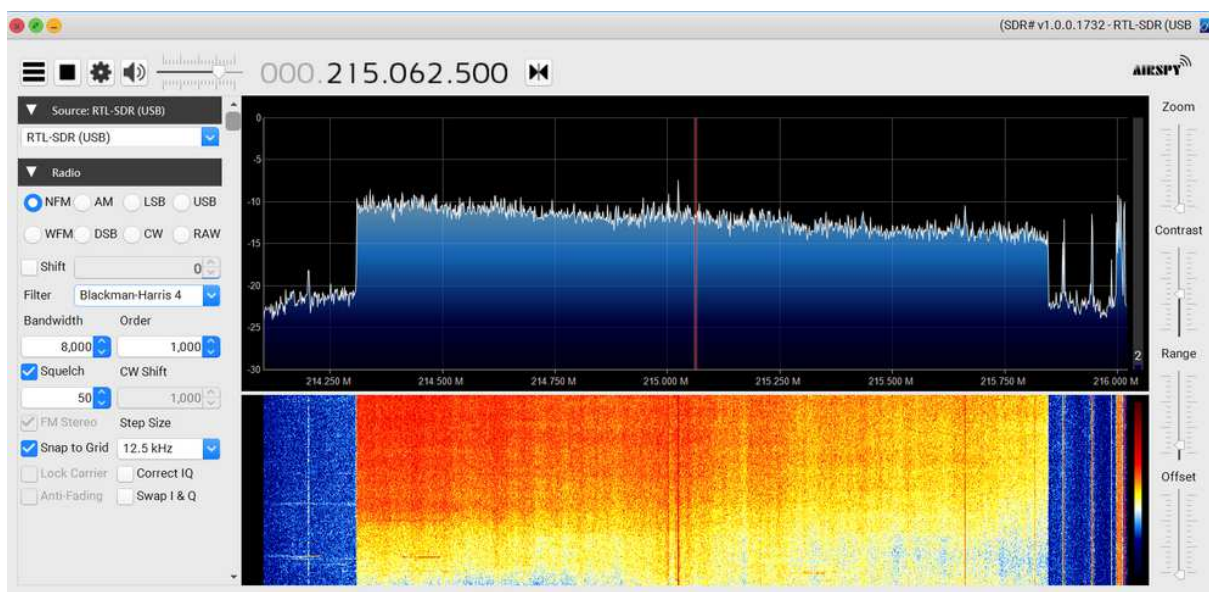 (SDR# v1.0.0.1732 - RTL-SDR (USB
000.215.062.500
AIRSPY
Source: RTL-SDR (USB)
RTL-SDR (USB)
Radio
NFM AM LSB USB
WFM DSB CW RAW
Shift 0
Filter Blackman-Harris 4
Bandwidth Order
8,000 1,000
Squelch CW Shift
50 1,000
FM Stereo Step Size
Snap to Grid 12.5 kHz
Lock Carrier Correct IQ
Anti-Fading Swap I & Q
0
-5
-10
-15
-20
-25
-30
2
214.250 M 214.500 M 214.750 M 215.000 M 215.250 M 215.500 M 215.750 M 216.000 M
Zoom
Contrast
Range
Offset